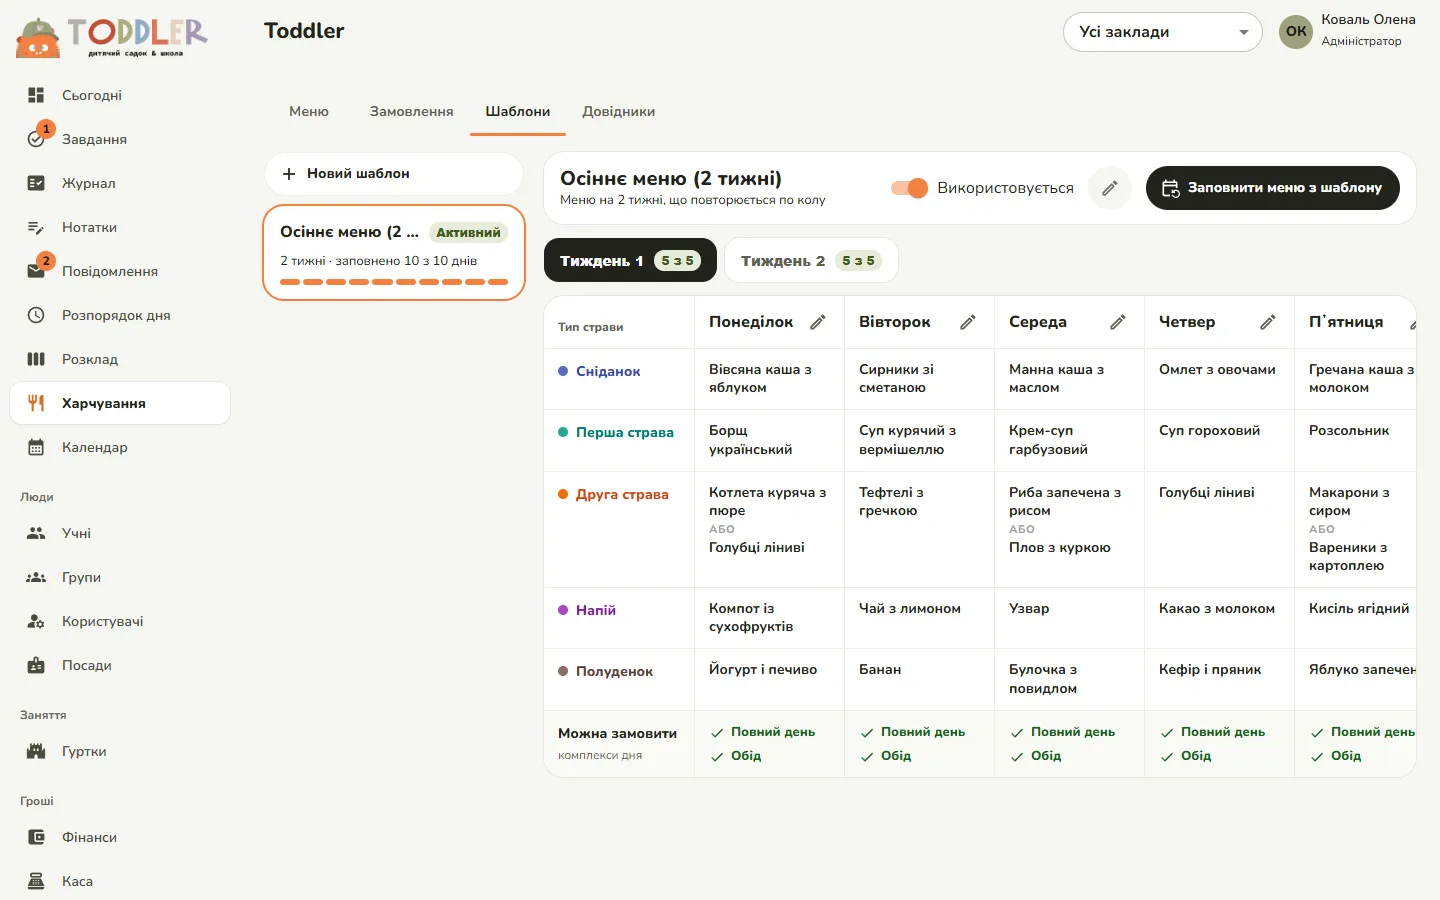 TODDLER
дитячий садок & школа
Toddler
Усі заклади
ОК
Коваль Олена
Адміністратор
Сьогодні
1
Завдання
Журнал
Нотатки
2
Повідомлення
Розпорядок дня
Розклад
Харчування
Календар
Люди
Учні
Групи
Користувачі
Посади
Заняття
Гуртки
Гроші
Фінанси
Каса
Меню
Замовлення
Шаблони
Довідники
Новий шаблон
Осіннє меню (2 ...
Активний
2 тижні · заповнено 10 з 10 днів
Осіннє меню (2 тижні)
Меню на 2 тижні, що повторюється по колу
Використовується
Заповнити меню з шаблону
Тиждень 1 5 з 5
Тиждень 2 5 з 5
Тип страви
Понеділок
Вівторок
Середа
Четвер
П'ятниця
Сніданок
Вівсяна каша з
яблуком
Сирники зі
сметаною
Манна каша з
маслом
Омлет з овочами
Гречана каша з
молоком
Перша страва
Борщ
український
Суп курячий з
вермішеллю
Крем-суп
гарбузовий
Суп гороховий
Розсольник
Друга страва
Котлета куряча з
пюре
АБО
Голубці ліниві
Тефтелі з
гречкою
Риба запечена з
рисом
АБО
Плов з куркою
Голубці ліниві
Макарони з
сиром
АБО
Вареники з
картоплею
Напій
Компот із
сухофруктів
Чай з лимоном
Узвар
Какао з молоком
Кисіль ягідний
Полуденок
Йогурт і печиво
Банан
Булочка з
повидлом
Кефір і пряник
Яблуко запечен
Можна замовити
комплекси дня
Повний день
Обід
Повний день
Обід
Повний день
Обід
Повний день
Обід
Повний день
Обід